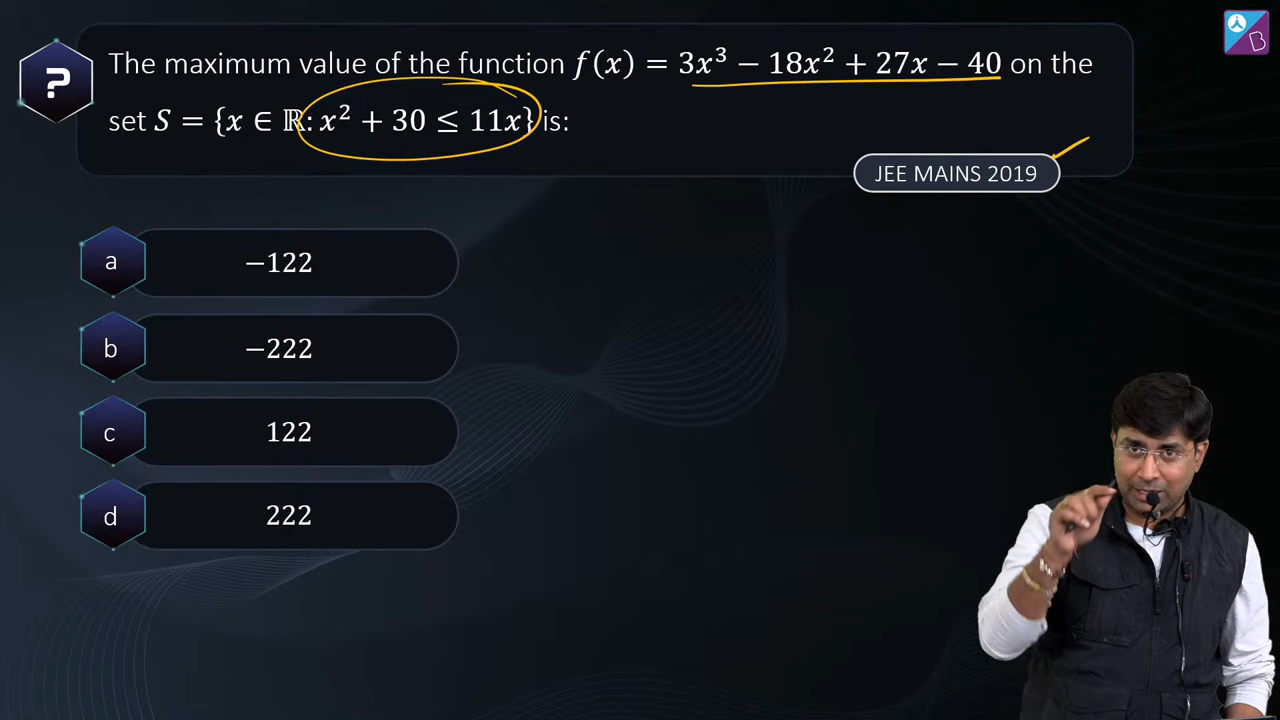 ?
The maximum value of the function f(x) = 3x³ − 18x² + 27x − 40 on the
set S = {x ∈ ℝ: x² + 30 ≤ 11x} is:
JEE MAINS 2019
a −122
b −222
c 122
d 222
B